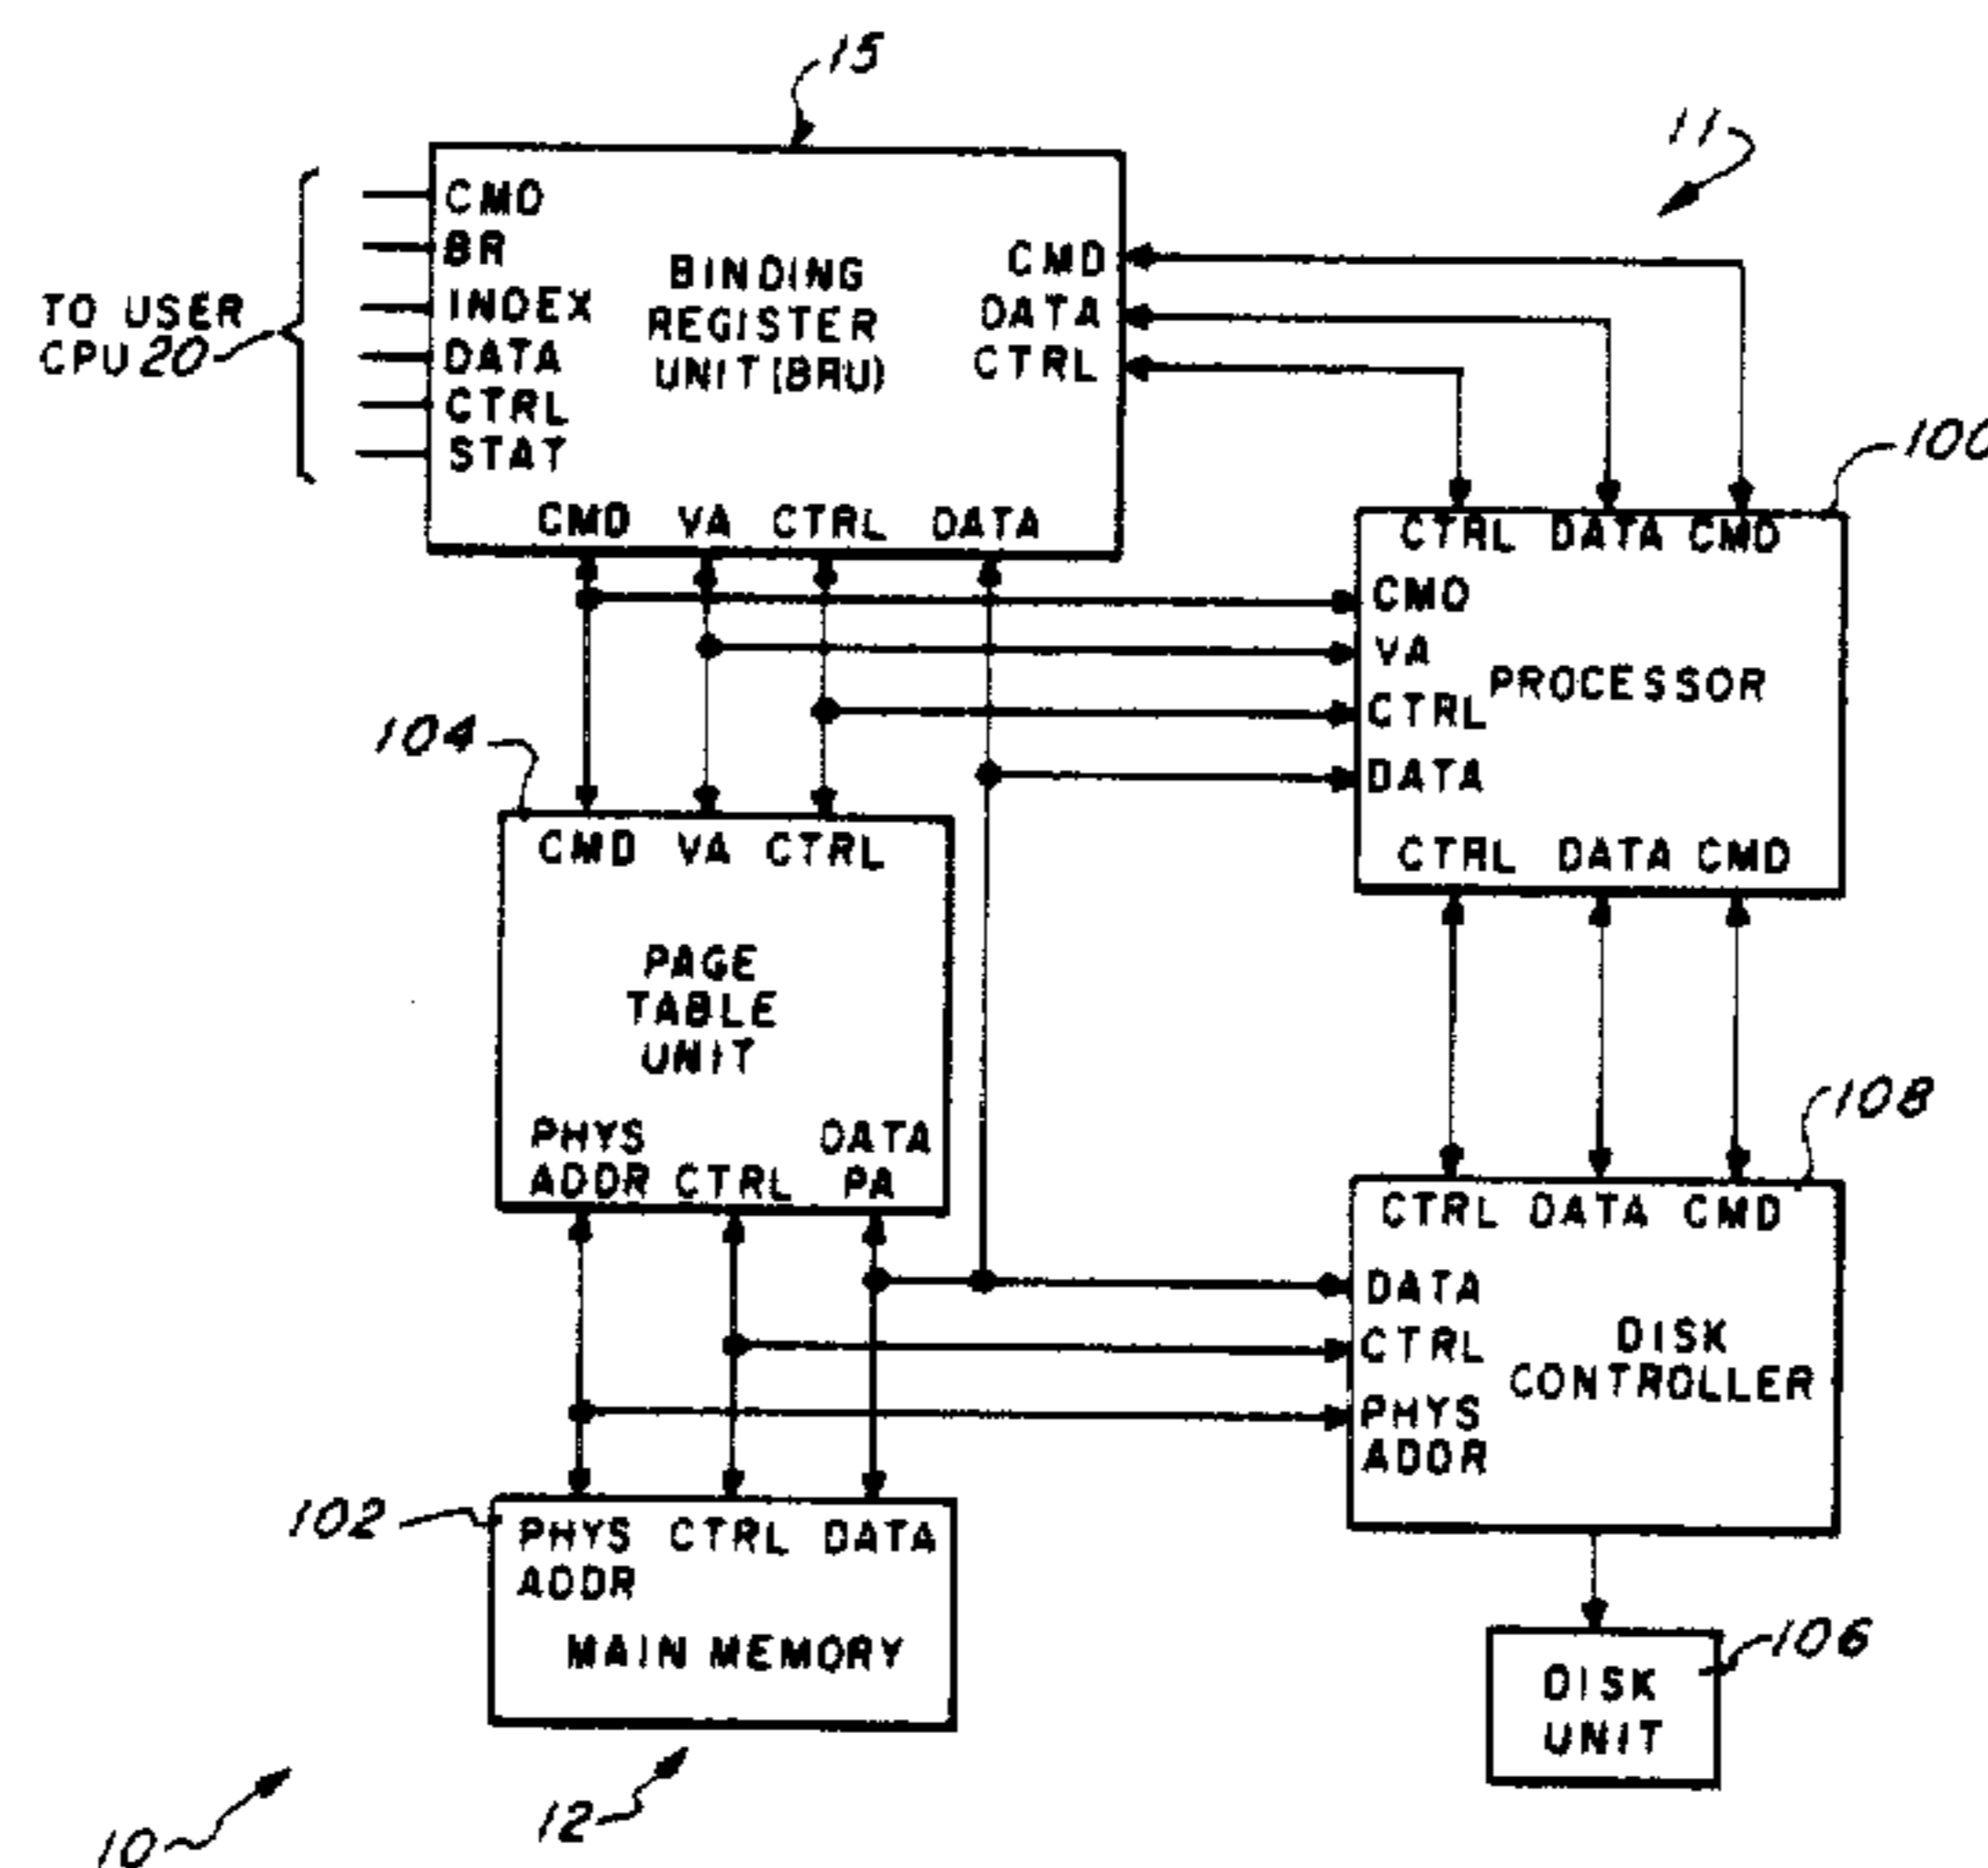 15
11
CMD
BR
INDEX
DATA
CTRL
STAT
TO USER
CPU 20
BINDING
REGISTER
UNIT (BRU)
CMD
DATA
CTRL
CMD VA CTRL DATA
100
CTRL DATA CMD
CMD
VA
CTRL
DATA
PROCESSOR
CTRL DATA CMD
104
CMD VA CTRL
PAGE
TABLE
UNIT
PHYS
ADDR
CTRL
DATA
PA
108
CTRL DATA CMD
DATA
CTRL
PHYS
ADDR
DISK
CONTROLLER
102
PHYS
ADDR
CTRL DATA
MAIN MEMORY
106
DISK
UNIT
10
12